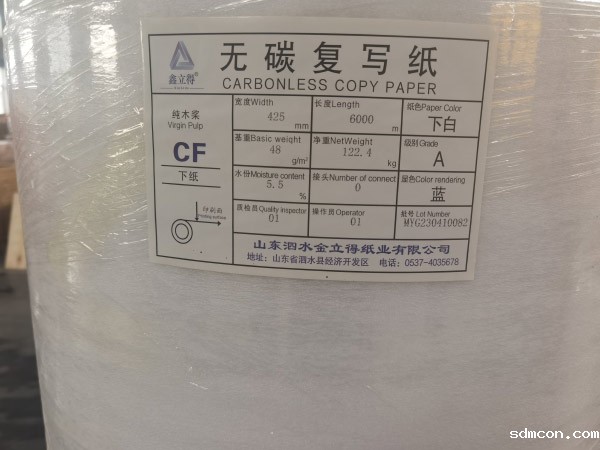 无碳复写纸
CARBONLESS COPY PAPER
鑫立得®
纯木桨
Virgin Pulp
CF
下纸
印刷面
Printing surface
宽度Width
425
mm
长度Length
6000
m
纸色Paper Color
下白
基重Basic weight
48
g/m²
净重NetWeight
122.4
kg
级别Grade
A
水份Moisture content
5.5
%
接头Number of connect
0
显色Color rendering
蓝
质检员Quality inspector
01
操作员Operator
01
批号Lot Number
MYG230410082
山东泗水金立得纸业有限公司
地址：山东省泗水县经济开发区 电话：0537-4035678
sdmcon.com